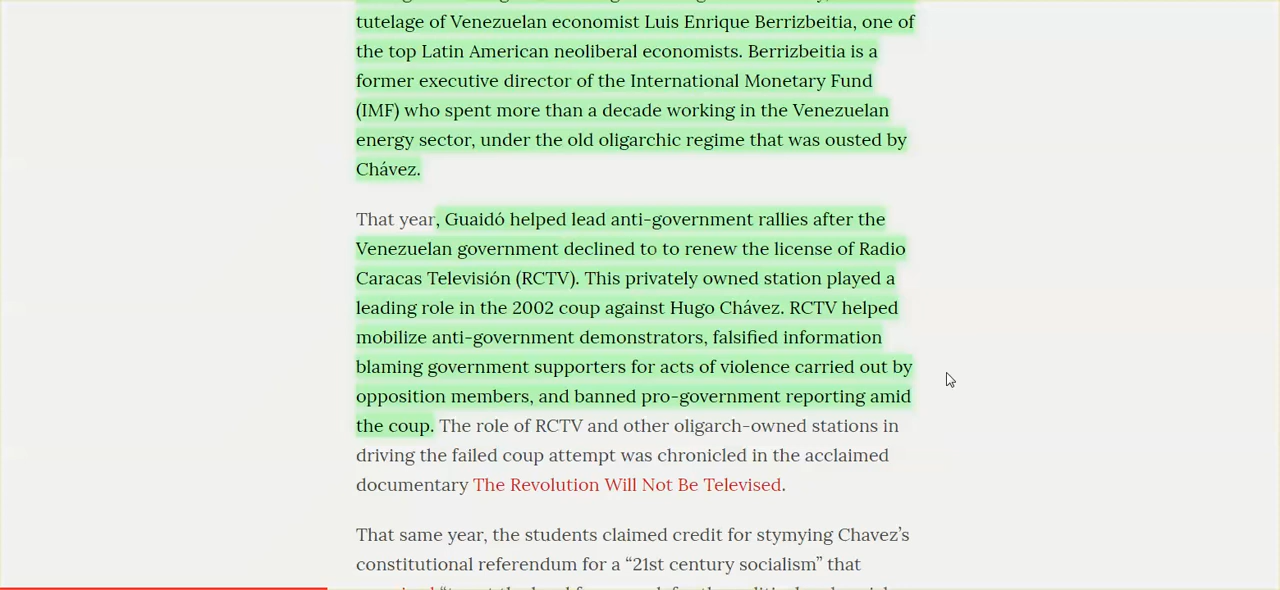 tutelage of Venezuelan economist Luis Enrique Berrizbeitia, one of
the top Latin American neoliberal economists. Berrizbeitia is a
former executive director of the International Monetary Fund
(IMF) who spent more than a decade working in the Venezuelan
energy sector, under the old oligarchic regime that was ousted by
Chávez.
That year, Guaidó helped lead anti-government rallies after the
Venezuelan government declined to to renew the license of Radio
Caracas Televisión (RCTV). This privately owned station played a
leading role in the 2002 coup against Hugo Chávez. RCTV helped
mobilize anti-government demonstrators, falsified information
blaming government supporters for acts of violence carried out by
opposition members, and banned pro-government reporting amid
the coup. The role of RCTV and other oligarch-owned stations in
driving the failed coup attempt was chronicled in the acclaimed
documentary The Revolution Will Not Be Televised.
That same year, the students claimed credit for stymying Chavez’s
constitutional referendum for a “21st century socialism” that